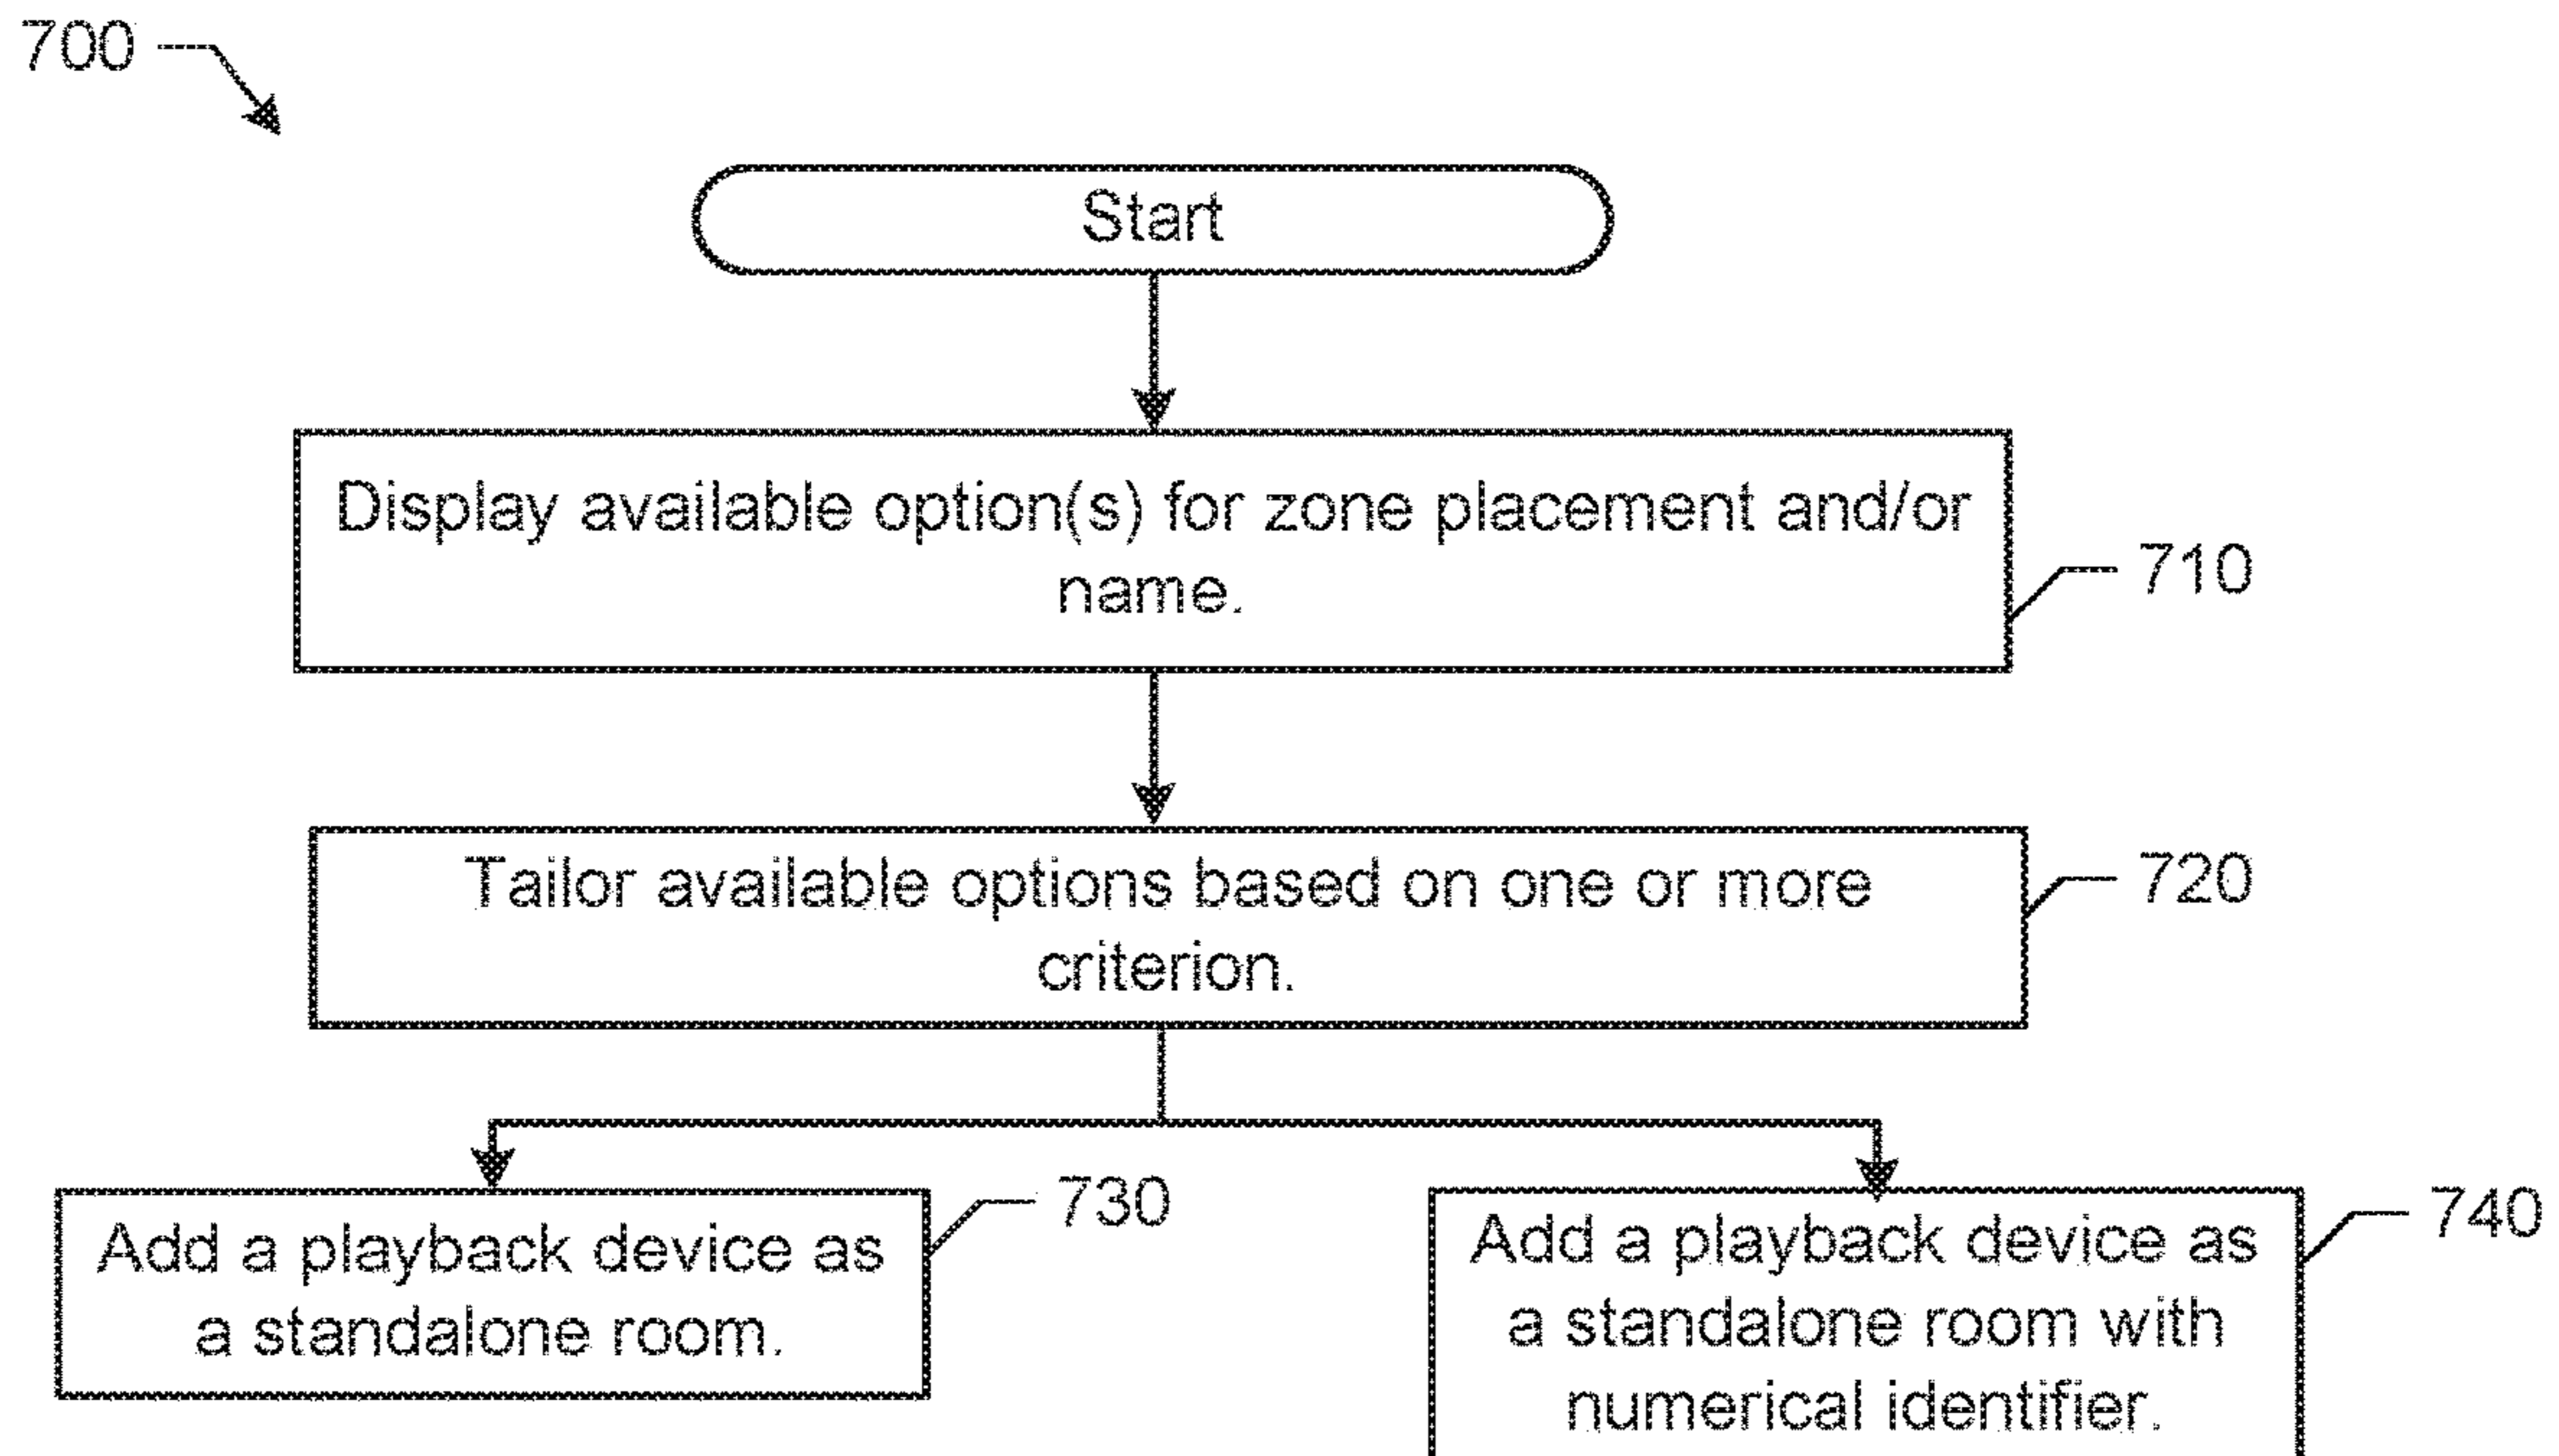 700
Start
Display available option(s) for zone placement and/or
name.
710
Tailor available options based on one or more
criterion.
720
Add a playback device as
a standalone room.
730
Add a playback device as
a standalone room with
numerical identifier.
740